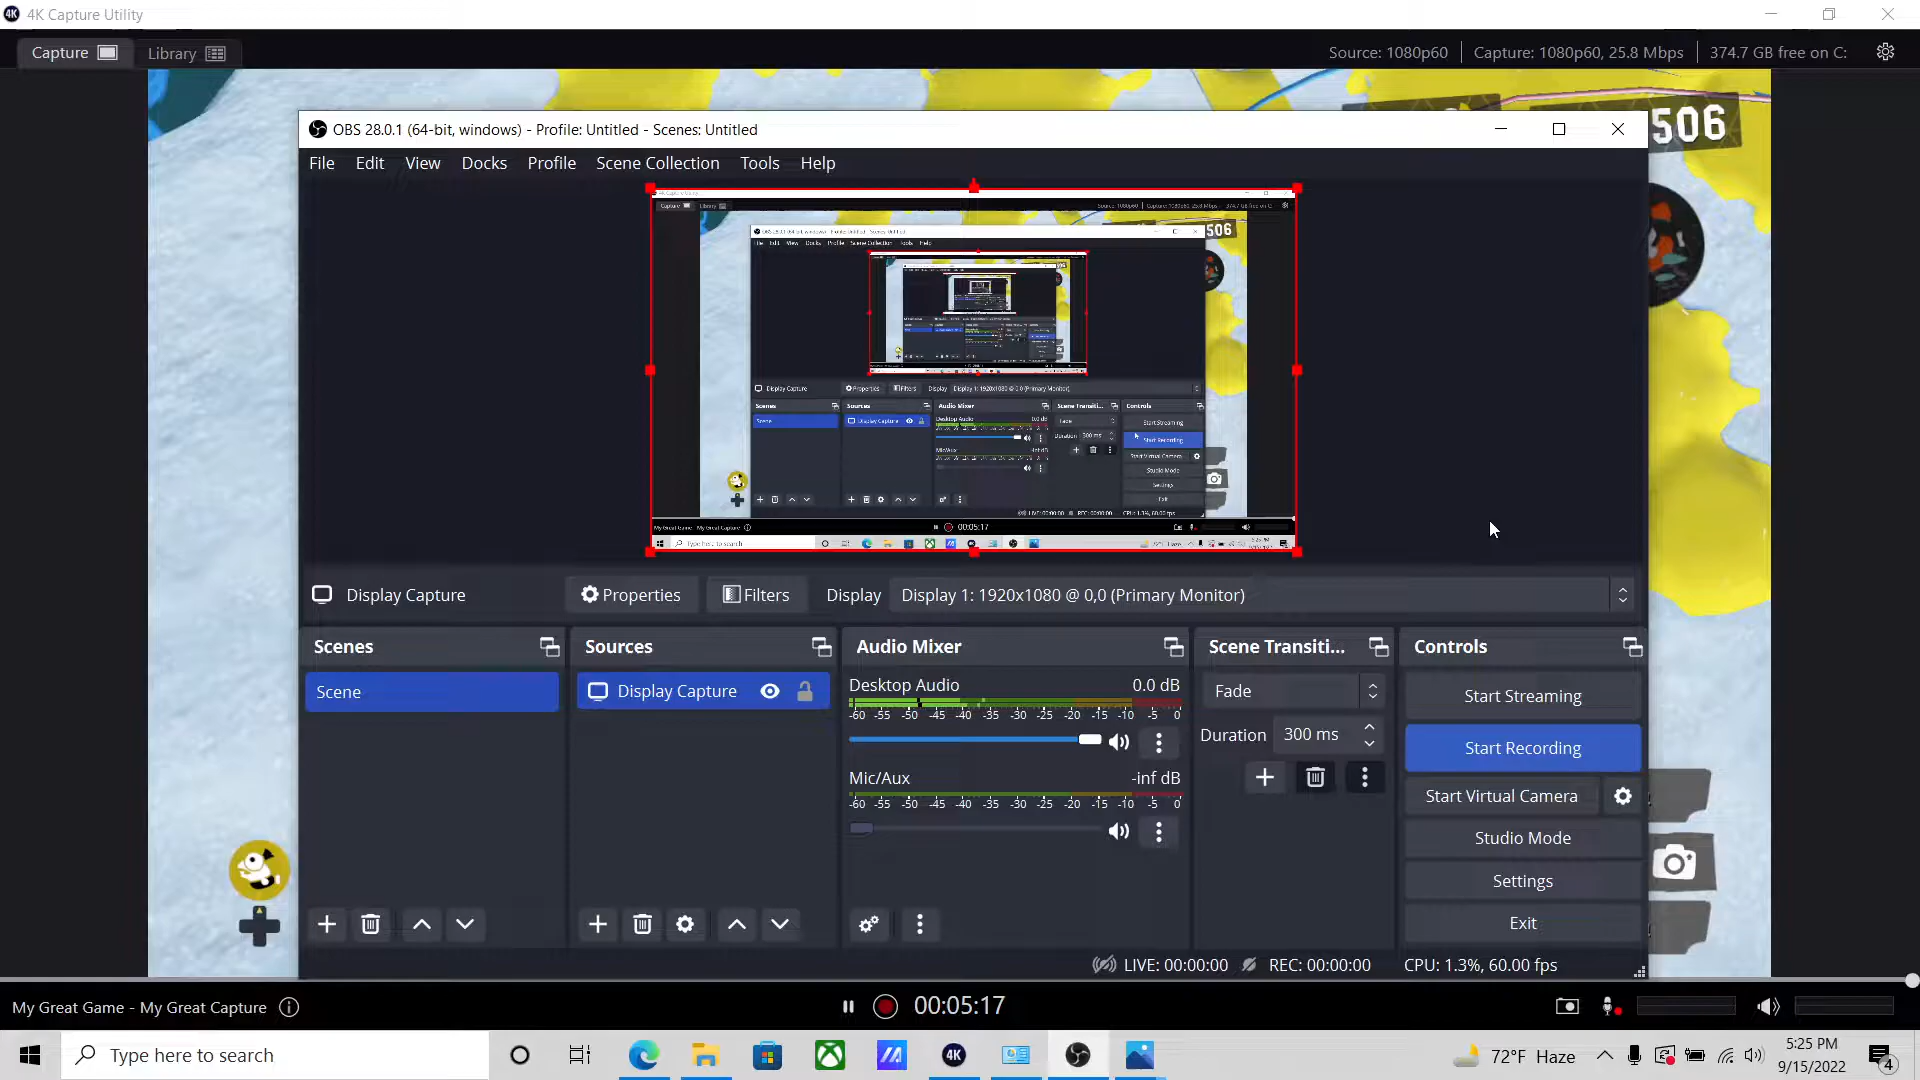 4K Capture Utility
Capture
Library
Source: 1080p60
Capture: 1080p60, 25.8 Mbps
374.7 GB free on C:
506
OBS 28.0.1 (64-bit, windows) - Profile: Untitled - Scenes: Untitled
File Edit View Docks Profile Scene Collection Tools Help
Display Capture
Properties
Filters
Display
Display 1: 1920x1080 @ 0,0 (Primary Monitor)
Scenes
Sources
Audio Mixer
Scene Transiti...
Controls
Scene
Display Capture
Desktop Audio
0.0 dB
-60 -55 -50 -45 -40 -35 -30 -25 -20 -15 -10 -5 0
Mic/Aux
-inf dB
-60 -55 -50 -45 -40 -35 -30 -25 -20 -15 -10 -5 0
Fade
Duration
300 ms
Start Streaming
Start Recording
Start Virtual Camera
Studio Mode
Settings
Exit
LIVE: 00:00:00
REC: 00:00:00
CPU: 1.3%, 60.00 fps
My Great Game - My Great Capture
00:05:17
Type here to search
4K
72°F Haze
5:25 PM
9/15/2022
4